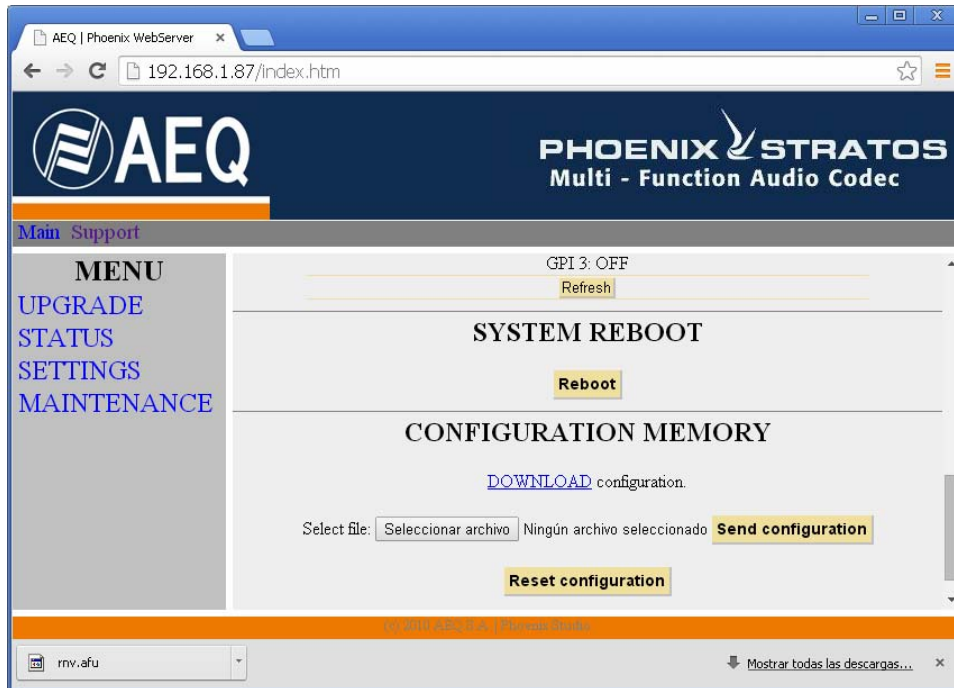 AEQ | Phoenix WebServer
192.168.1.87/index.htm
AEQ
PHOENIX STRATOS
Multi - Function Audio Codec
Main Support
MENU
UPGRADE
STATUS
SETTINGS
MAINTENANCE
GPI 3: OFF
Refresh
SYSTEM REBOOT
Reboot
CONFIGURATION MEMORY
DOWNLOAD configuration.
Select file: Seleccionar archivo Ningún archivo seleccionado Send configuration
Reset configuration
(c) 2010 AEQ S.A. | Phoenix Studio
rnv.afu
Mostrar todas las descargas...